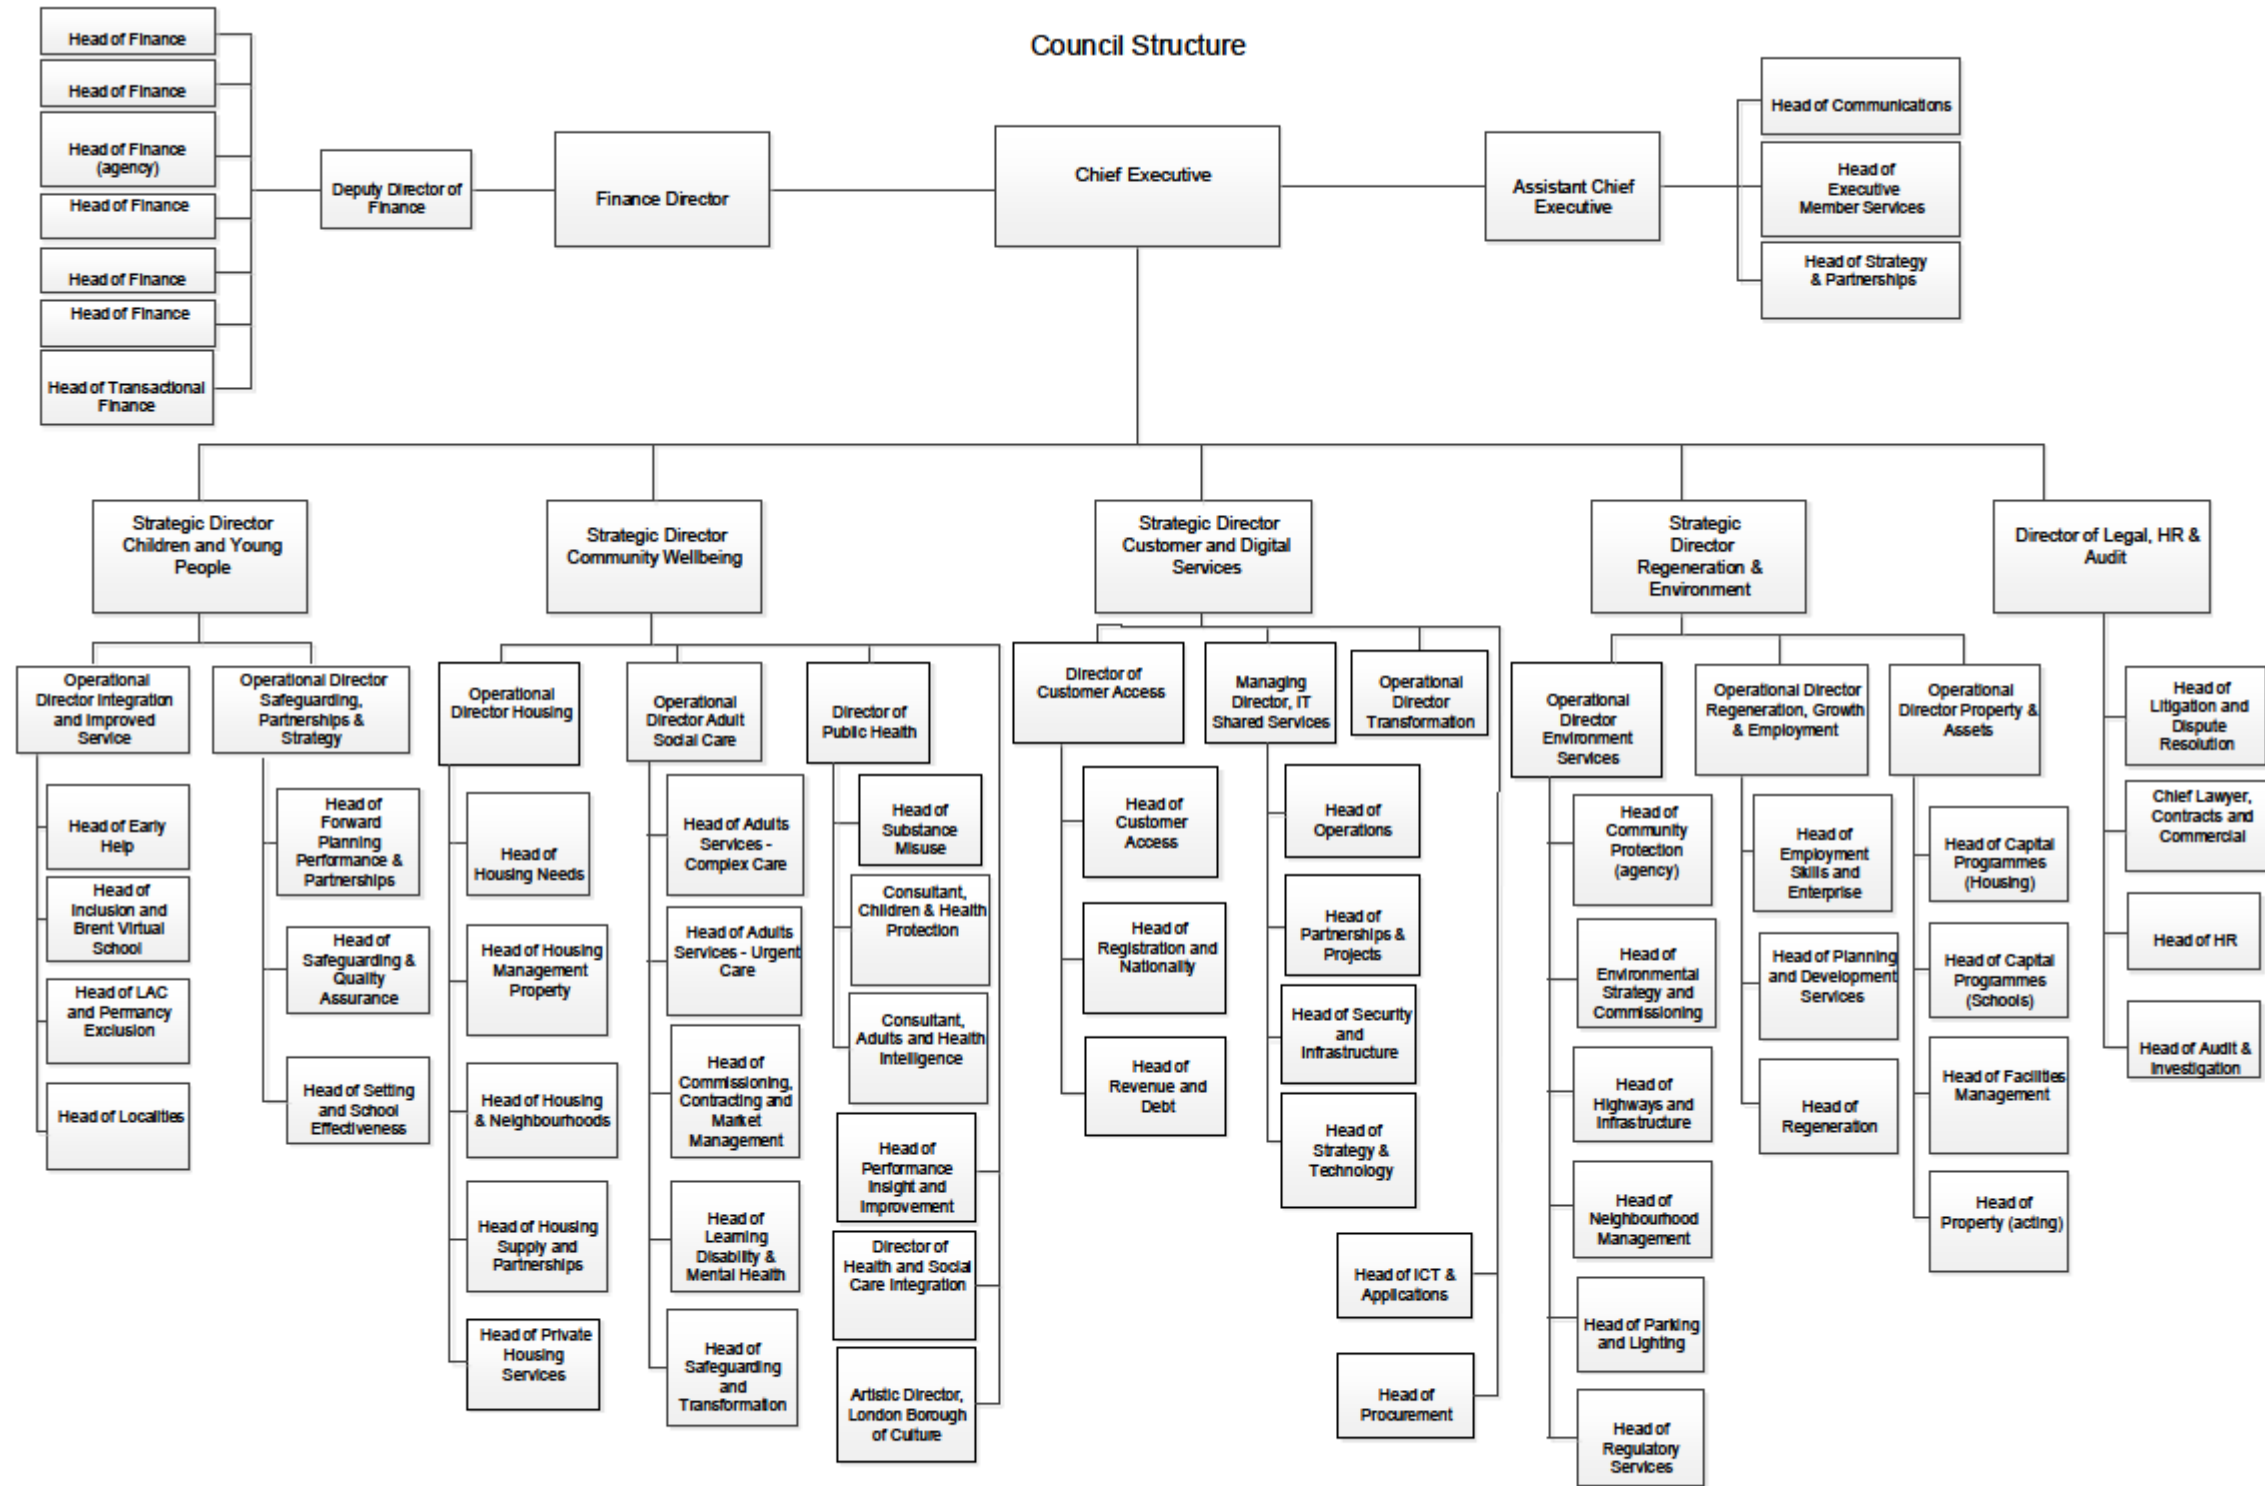 Council Structure
Head of Finance
Head of Finance
Head of Finance
(agency)
Head of Finance
Head of Finance
Head of Finance
Head of Transactional
Finance
Deputy Director of
Finance
Finance Director
Chief Executive
Assistant Chief
Executive
Head of Communications
Head of
Executive
Member Services
Head of Strategy
& Partnerships
Strategic Director
Children and Young
People
Strategic Director
Community Wellbeing
Strategic Director
Customer and Digital
Services
Strategic
Director
Regeneration &
Environment
Director of Legal, HR &
Audit
Operational
Director Integration
and Improved
Service
Head of Early
Help
Head of
Inclusion and
Brent Virtual
School
Head of LAC
and Permancy
Exclusion
Head of Localities
Operational Director
Safeguarding,
Partnerships &
Strategy
Head of
Forward
Planning
Performance &
Partnerships
Head of
Safeguarding &
Quality
Assurance
Head of Setting
and School
Effectiveness
Operational
Director Housing
Head of
Housing Needs
Head of Housing
Management
Property
Head of Housing
& Neighbourhoods
Head of Housing
Supply and
Partnerships
Head of Private
Housing
Services
Operational
Director Adult
Social Care
Head of Adults
Services -
Complex Care
Head of Adults
Services - Urgent
Care
Head of
Commissioning,
Contracting and
Market
Management
Head of
Learning
Disability &
Mental Health
Head of
Safeguarding
and
Transformation
Director of
Public Health
Head of
Substance
Misuse
Consultant,
Children & Health
Protection
Consultant,
Adults and Health
Intelligence
Head of
Performance
Insight and
Improvement
Director of
Health and Social
Care Integration
Artistic Director,
London Borough
of Culture
Director of
Customer Access
Head of
Customer
Access
Head of
Registration and
Nationality
Head of
Revenue and
Debt
Managing
Director, IT
Shared Services
Head of
Operations
Head of
Partnerships &
Projects
Head of Security
and
Infrastructure
Head of
Strategy &
Technology
Operational
Director
Transformation
Head of ICT &
Applications
Head of
Procurement
Operational
Director
Environment
Services
Head of
Community
Protection
(agency)
Head of
Environmental
Strategy and
Commissioning
Head of
Highways and
Infrastructure
Head of
Neighbourhood
Management
Head of Parking
and Lighting
Head of
Regulatory
Services
Operational Director
Regeneration, Growth
& Employment
Head of
Employment
Skills and
Enterprise
Head of Planning
and Development
Services
Head of
Regeneration
Operational
Director Property &
Assets
Head of Capital
Programmes
(Housing)
Head of Capital
Programmes
(Schools)
Head of Facilities
Management
Head of
Property (acting)
Head of
Litigation and
Dispute
Resolution
Chief Lawyer,
Contracts and
Commercial
Head of HR
Head of Audit &
Investigation